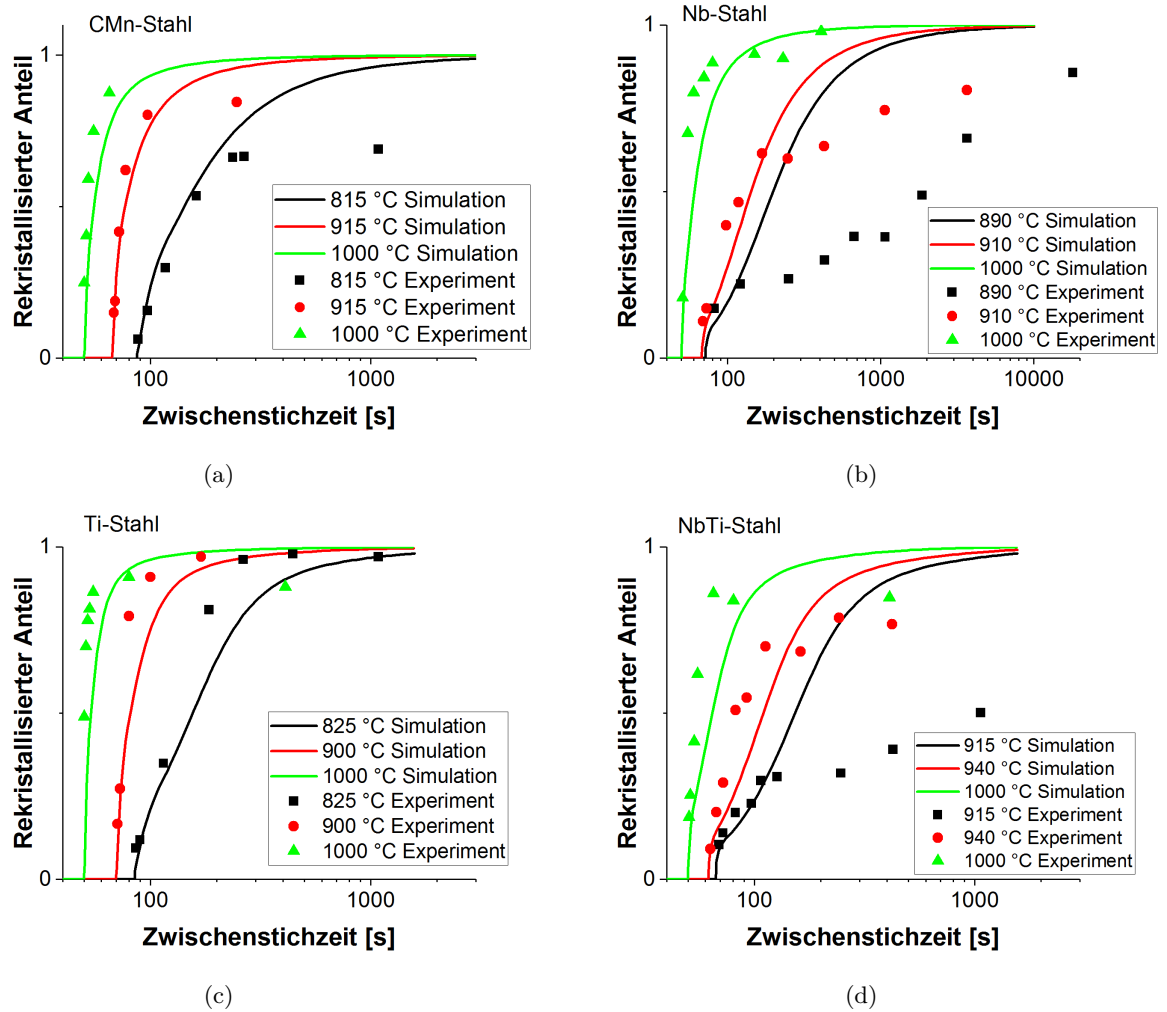 CMn-Stahl
Rekristallisierter Anteil
1
0
815 °C Simulation
915 °C Simulation
1000 °C Simulation
815 °C Experiment
915 °C Experiment
1000 °C Experiment
100
1000
Zwischenstichzeit [s]
(a)
Nb-Stahl
Rekristallisierter Anteil
1
0
890 °C Simulation
910 °C Simulation
1000 °C Simulation
890 °C Experiment
910 °C Experiment
1000 °C Experiment
100
1000
10000
Zwischenstichzeit [s]
(b)
Ti-Stahl
Rekristallisierter Anteil
1
0
825 °C Simulation
900 °C Simulation
1000 °C Simulation
825 °C Experiment
900 °C Experiment
1000 °C Experiment
100
1000
Zwischenstichzeit [s]
(c)
NbTi-Stahl
Rekristallisierter Anteil
1
0
915 °C Simulation
940 °C Simulation
1000 °C Simulation
915 °C Experiment
940 °C Experiment
1000 °C Experiment
100
1000
Zwischenstichzeit [s]
(d)